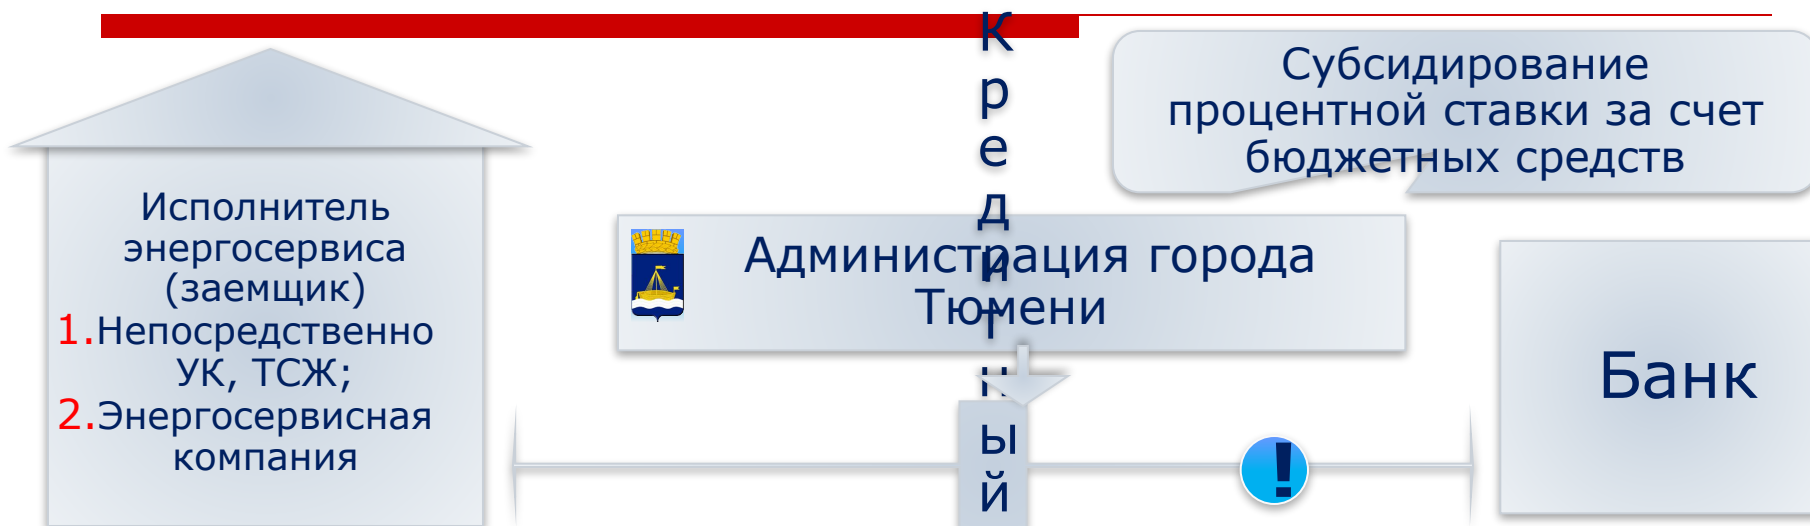 Субсидирование
процентной ставки за счет
бюджетных средств
Исполнитель
энергосервиса
(заемщик)
1.Непосредственно
УК, ТСЖ;
2.Энергосервисная
компания
Администрация города
Тюмени
Кредитный
Банк
!